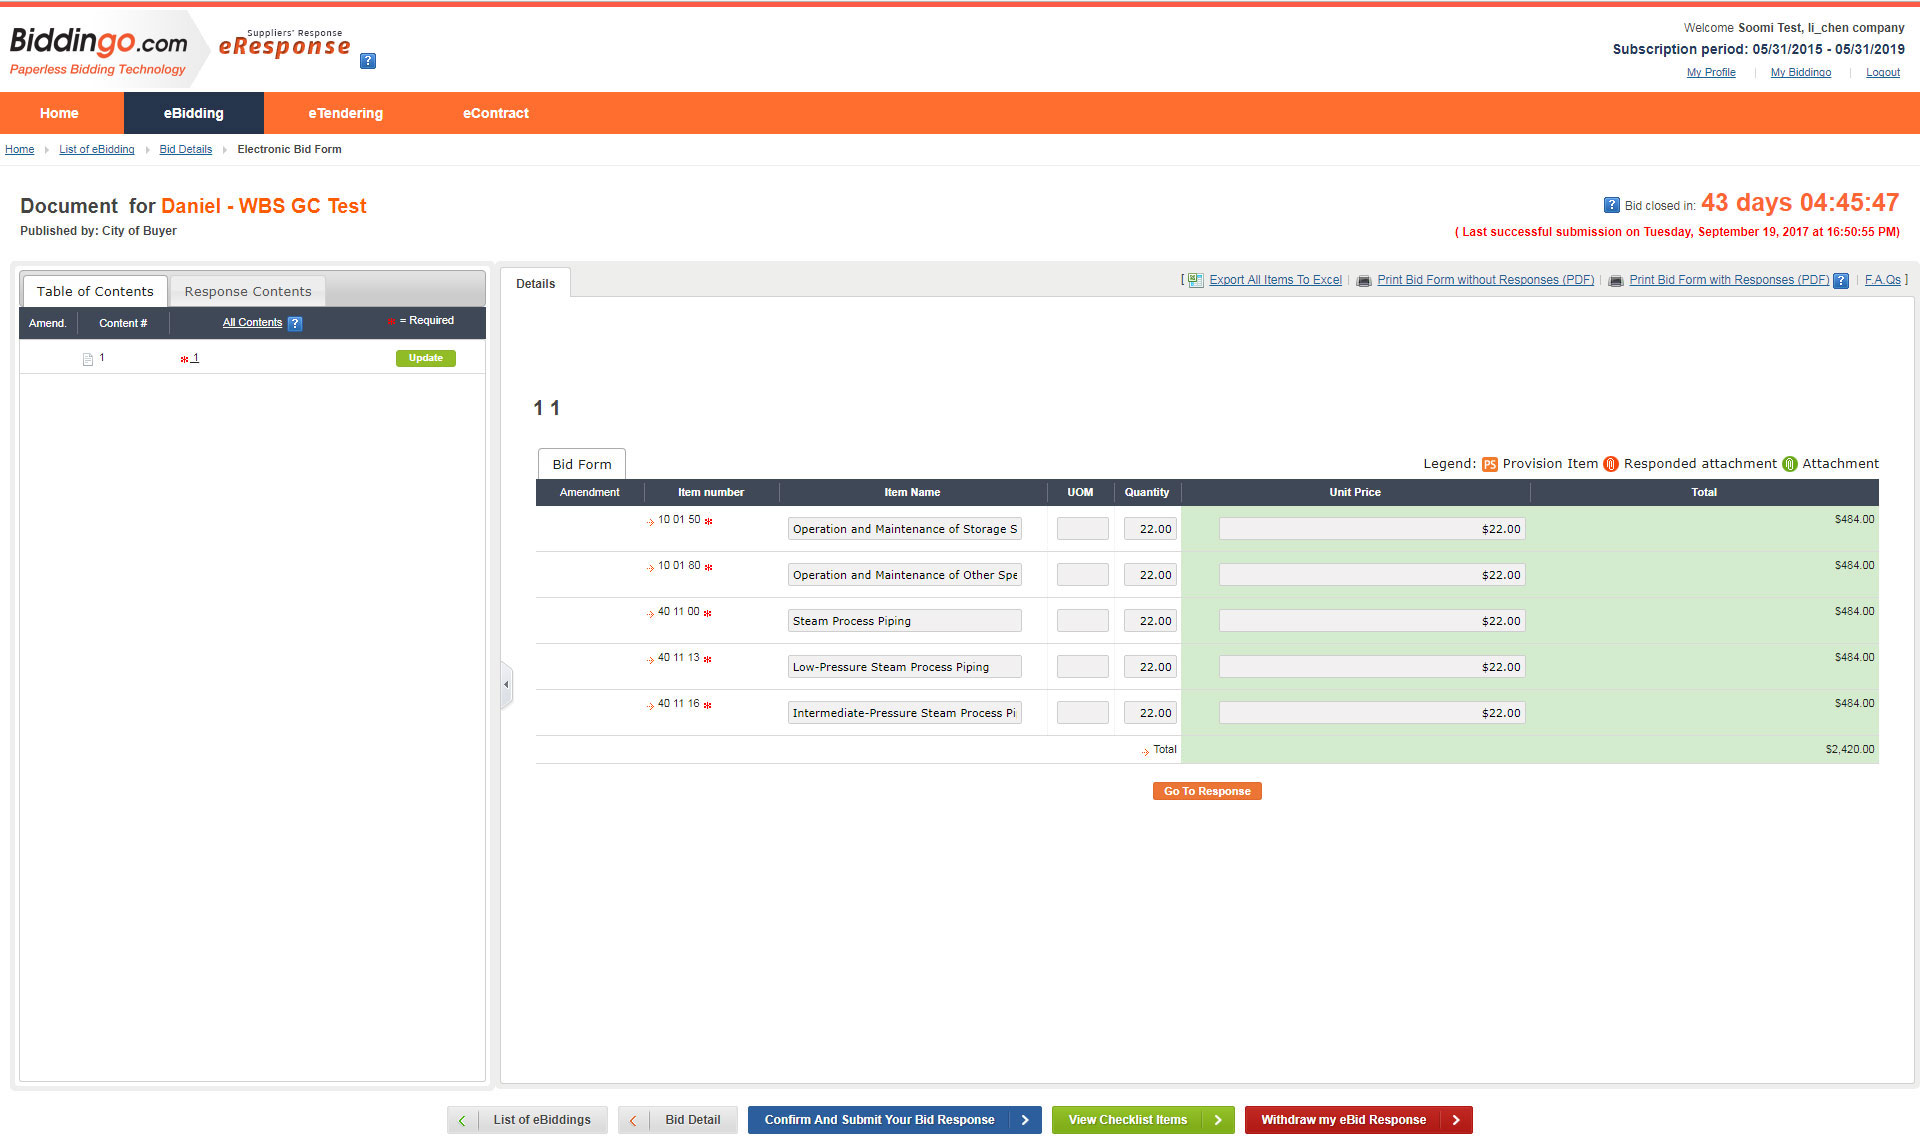 Biddingo.com
Paperless Bidding Technology
Suppliers' Response
eResponse
?
Welcome Soomi Test, li_chen company
Subscription period: 05/31/2015 - 05/31/2019
My Profile | My Biddingo | Logout
Home eBidding eTendering eContract
Home List of eBidding Bid Details Electronic Bid Form
Document for Daniel - WBS GC Test
Published by: City of Buyer
? Bid closed in: 43 days 04:45:47
( Last successful submission on Tuesday, September 19, 2017 at 16:50:55 PM)
Table of Contents Response Contents
Amend. Content # All Contents ? = Required
1 * 1 Update
Details
[ Export All Items To Excel | Print Bid Form without Responses (PDF) | Print Bid Form with Responses (PDF) ? | F.A.Qs ]
1 1
Bid Form
Legend: PS Provision Item Responded attachment Attachment
Amendment Item number Item Name UOM Quantity Unit Price Total
10 01 50 * Operation and Maintenance of Storage S 22.00 $22.00 $484.00
10 01 80 * Operation and Maintenance of Other Spe 22.00 $22.00 $484.00
40 11 00 * Steam Process Piping 22.00 $22.00 $484.00
40 11 13 * Low-Pressure Steam Process Piping 22.00 $22.00 $484.00
40 11 16 * Intermediate-Pressure Steam Process Pi 22.00 $22.00 $484.00
Total $2,420.00
Go To Response
List of eBiddings Bid Detail Confirm And Submit Your Bid Response View Checklist Items Withdraw my eBid Response